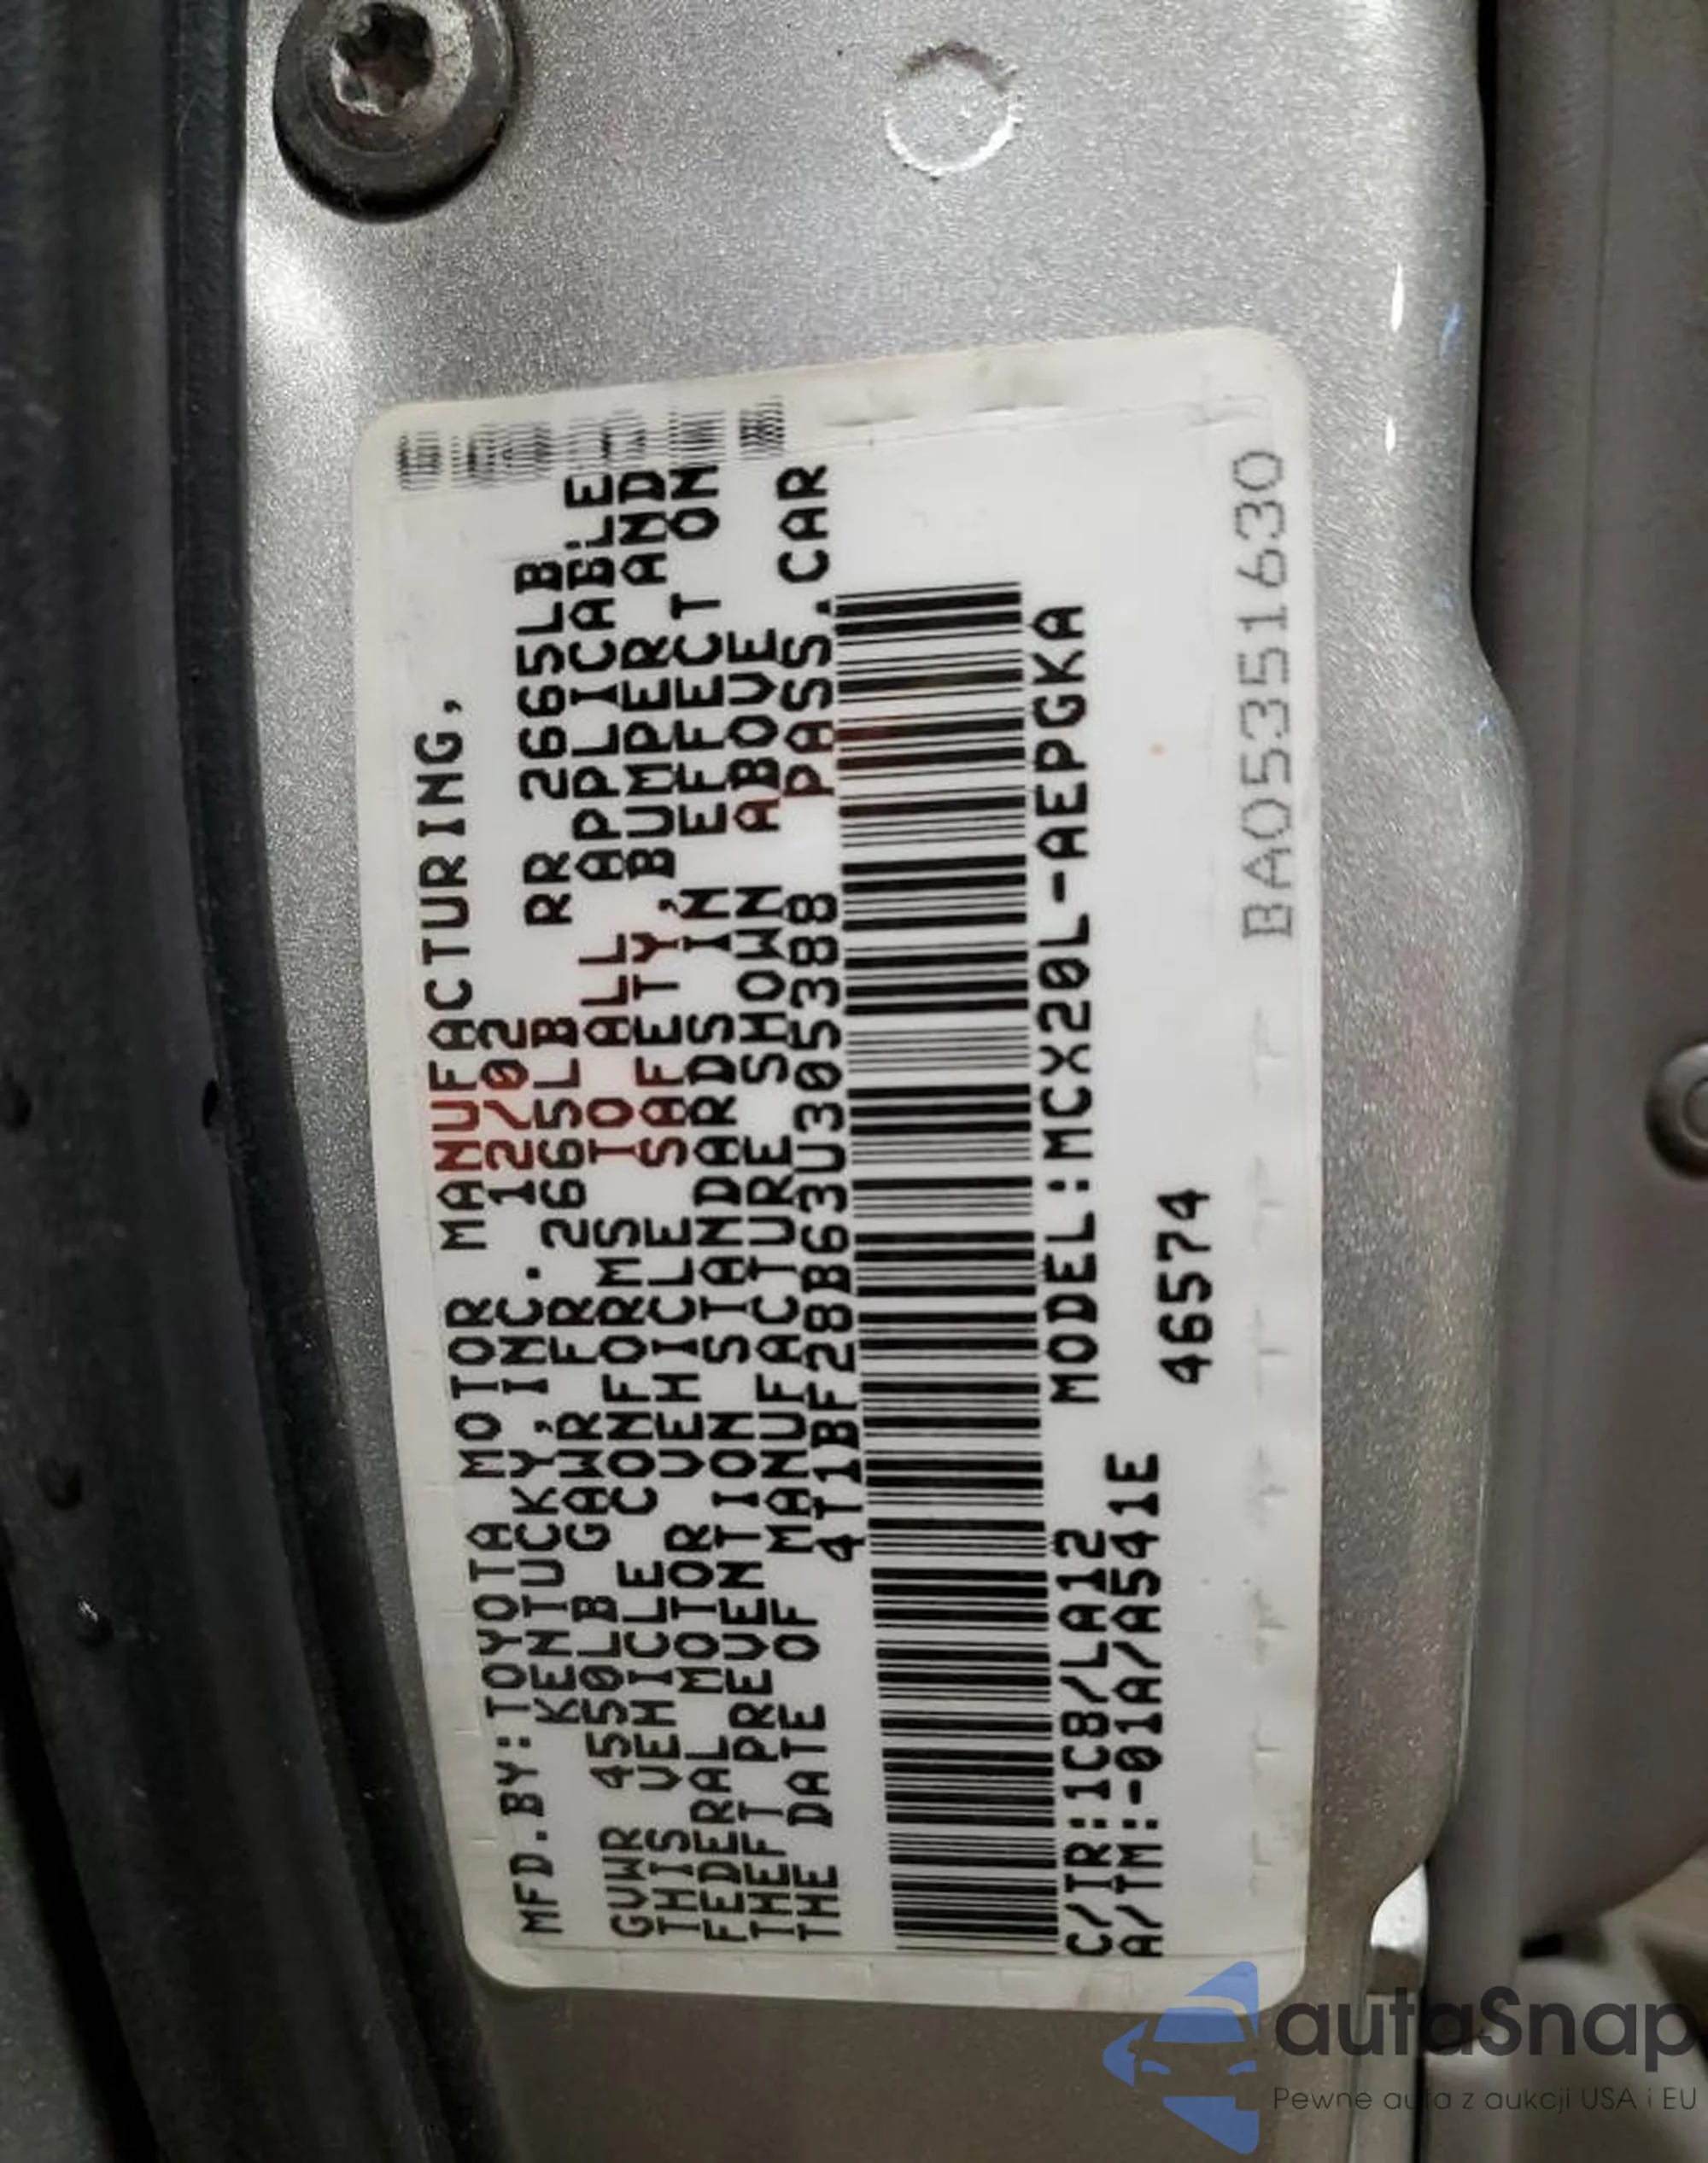 MFD.BY:TOYOTA MOTOR MANUFACTURING,
KENTUCKY,INC. 12/02
GVWR 4550LB GAWR FR 2665LB RR 2665LB
THIS VEHICLE CONFORMS TO ALL APPLICABLE
FEDERAL MOTOR VEHICLE SAFETY,BUMPER AND
THEFT PREVENTION STANDARDS IN EFFECT ON
THE DATE OF MANUFACTURE SHOWN ABOVE.
4T1BF28B63U305388 PASS.CAR
MODEL:MCX20L-AEPGKA
C/TR:1C8/LA12
A/TM:-01A/A541E 46574
BA05351630
autaSnap
Pewne auta z aukcji USA i EU